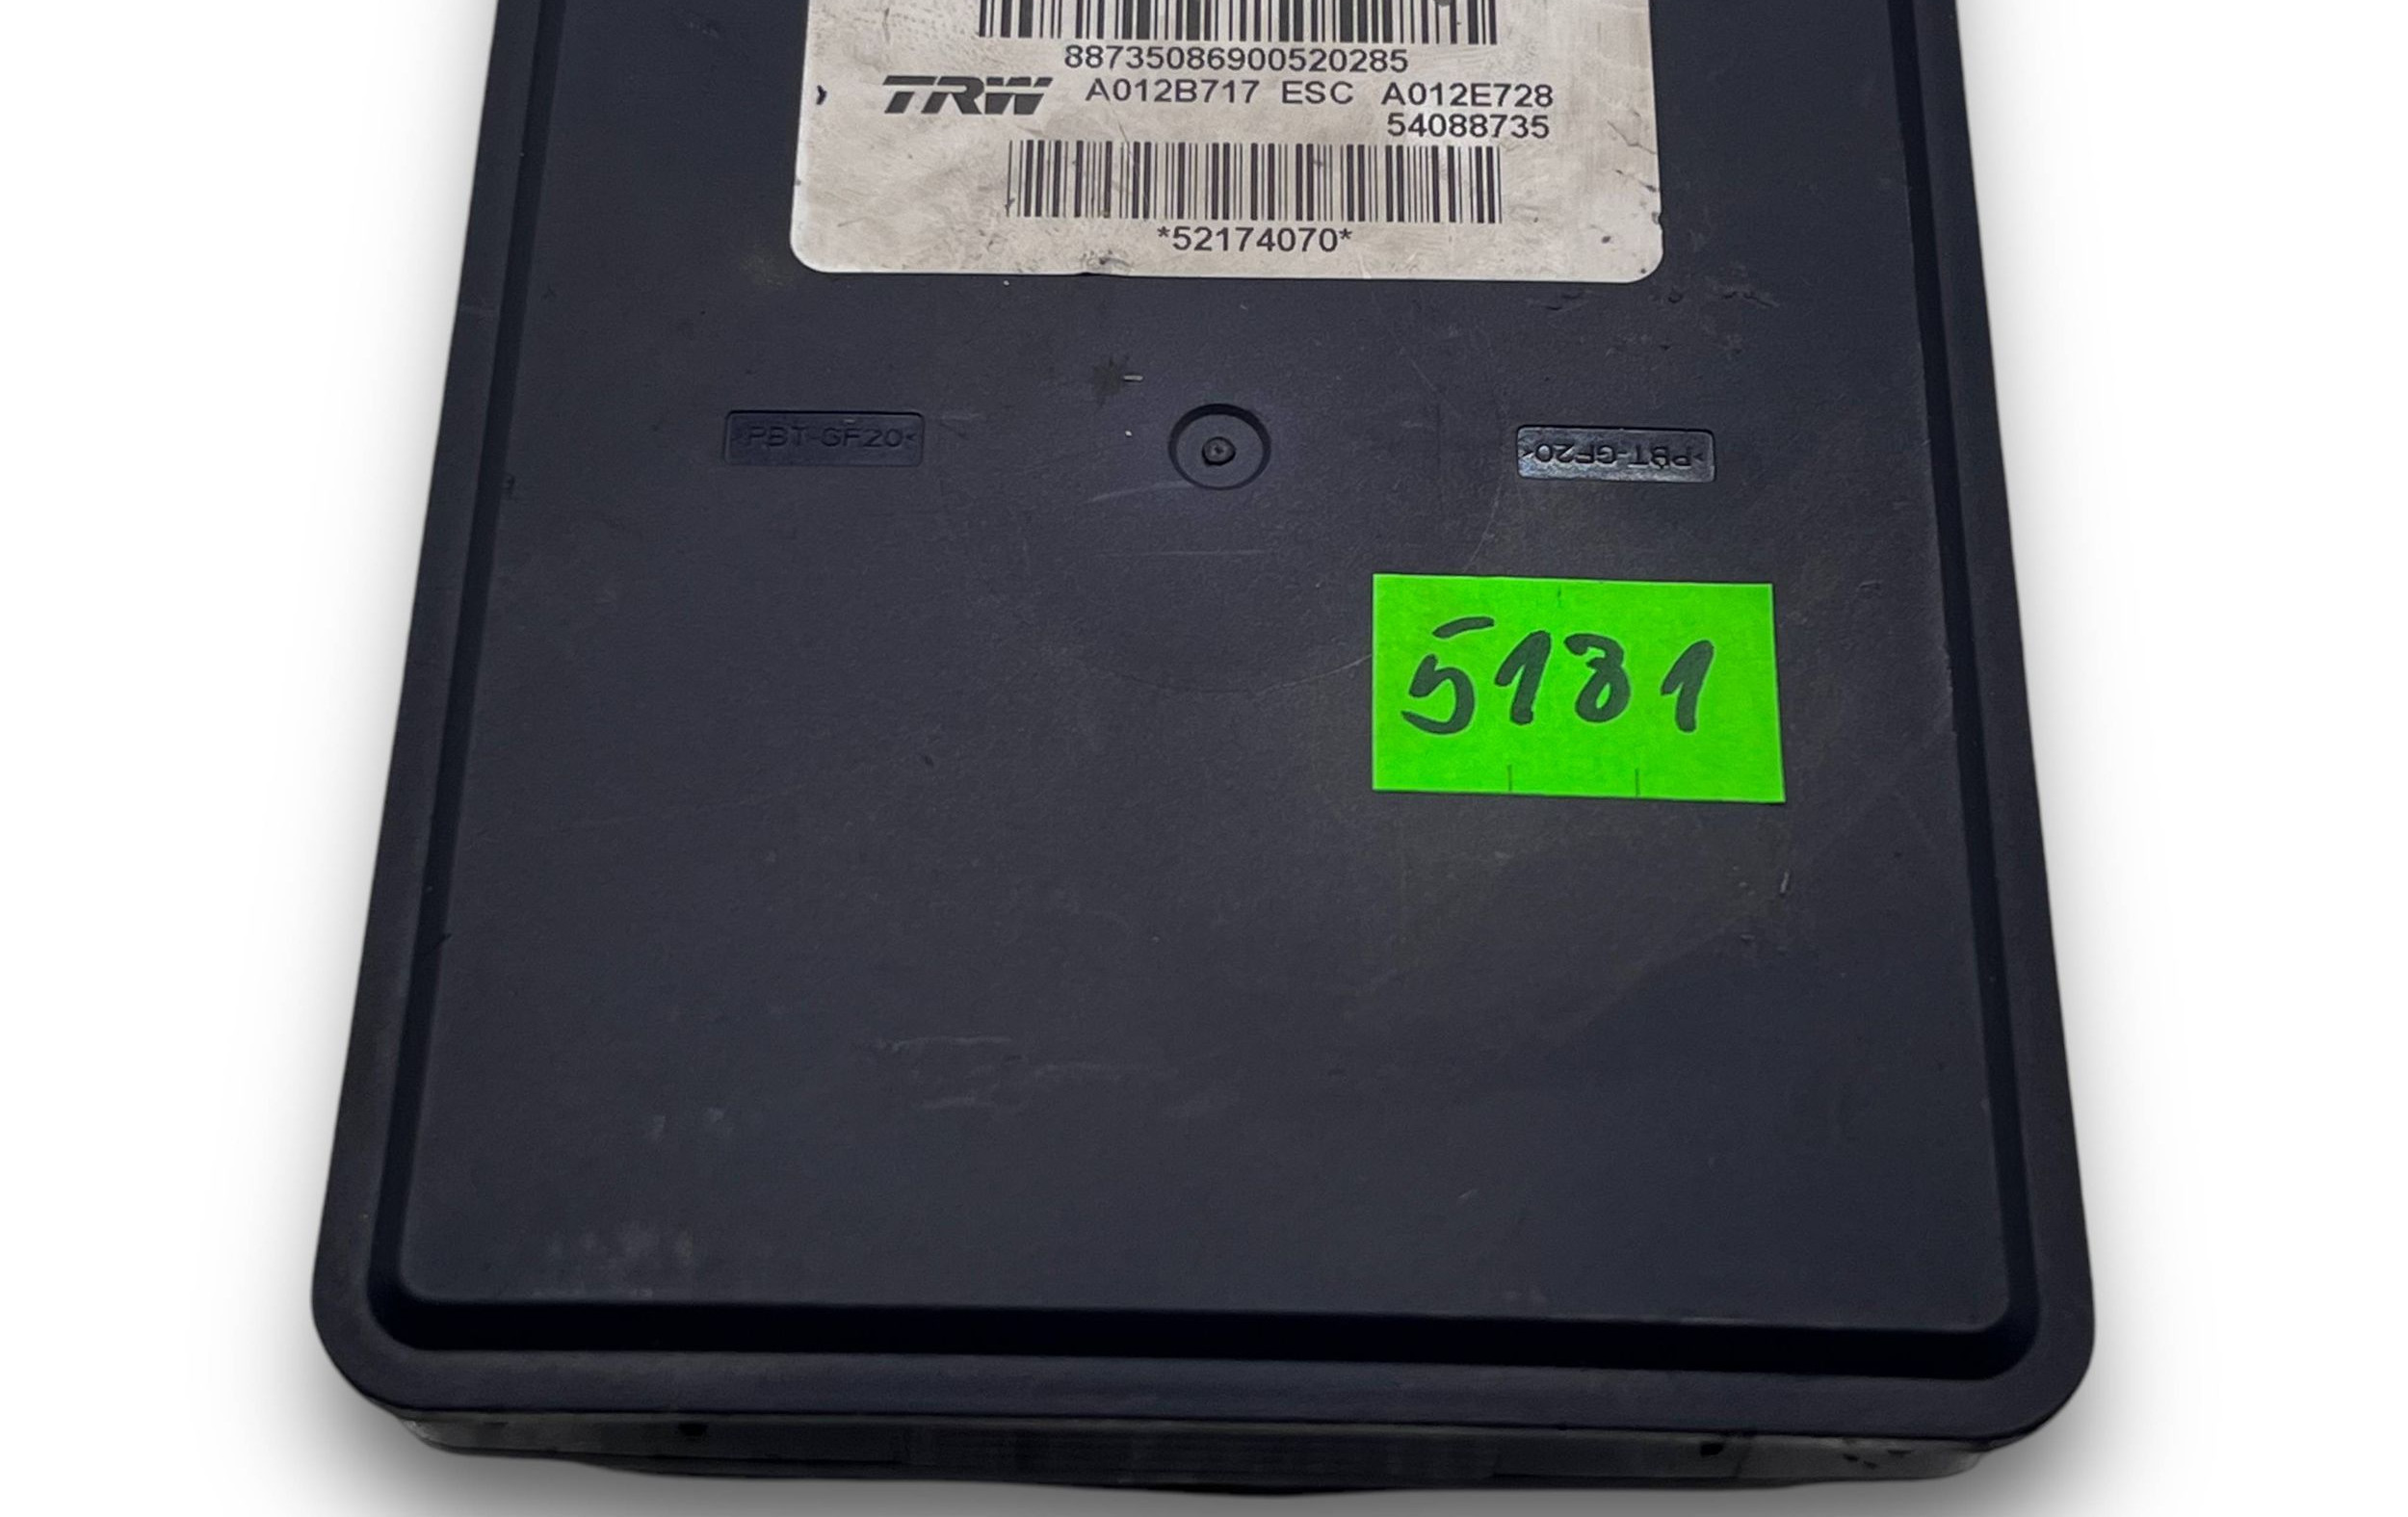 88735086900520285
TRW A012B717 ESC A012E728
54088735
*52174070*
>PBT-GF20<
>PBT-GF20<
5181